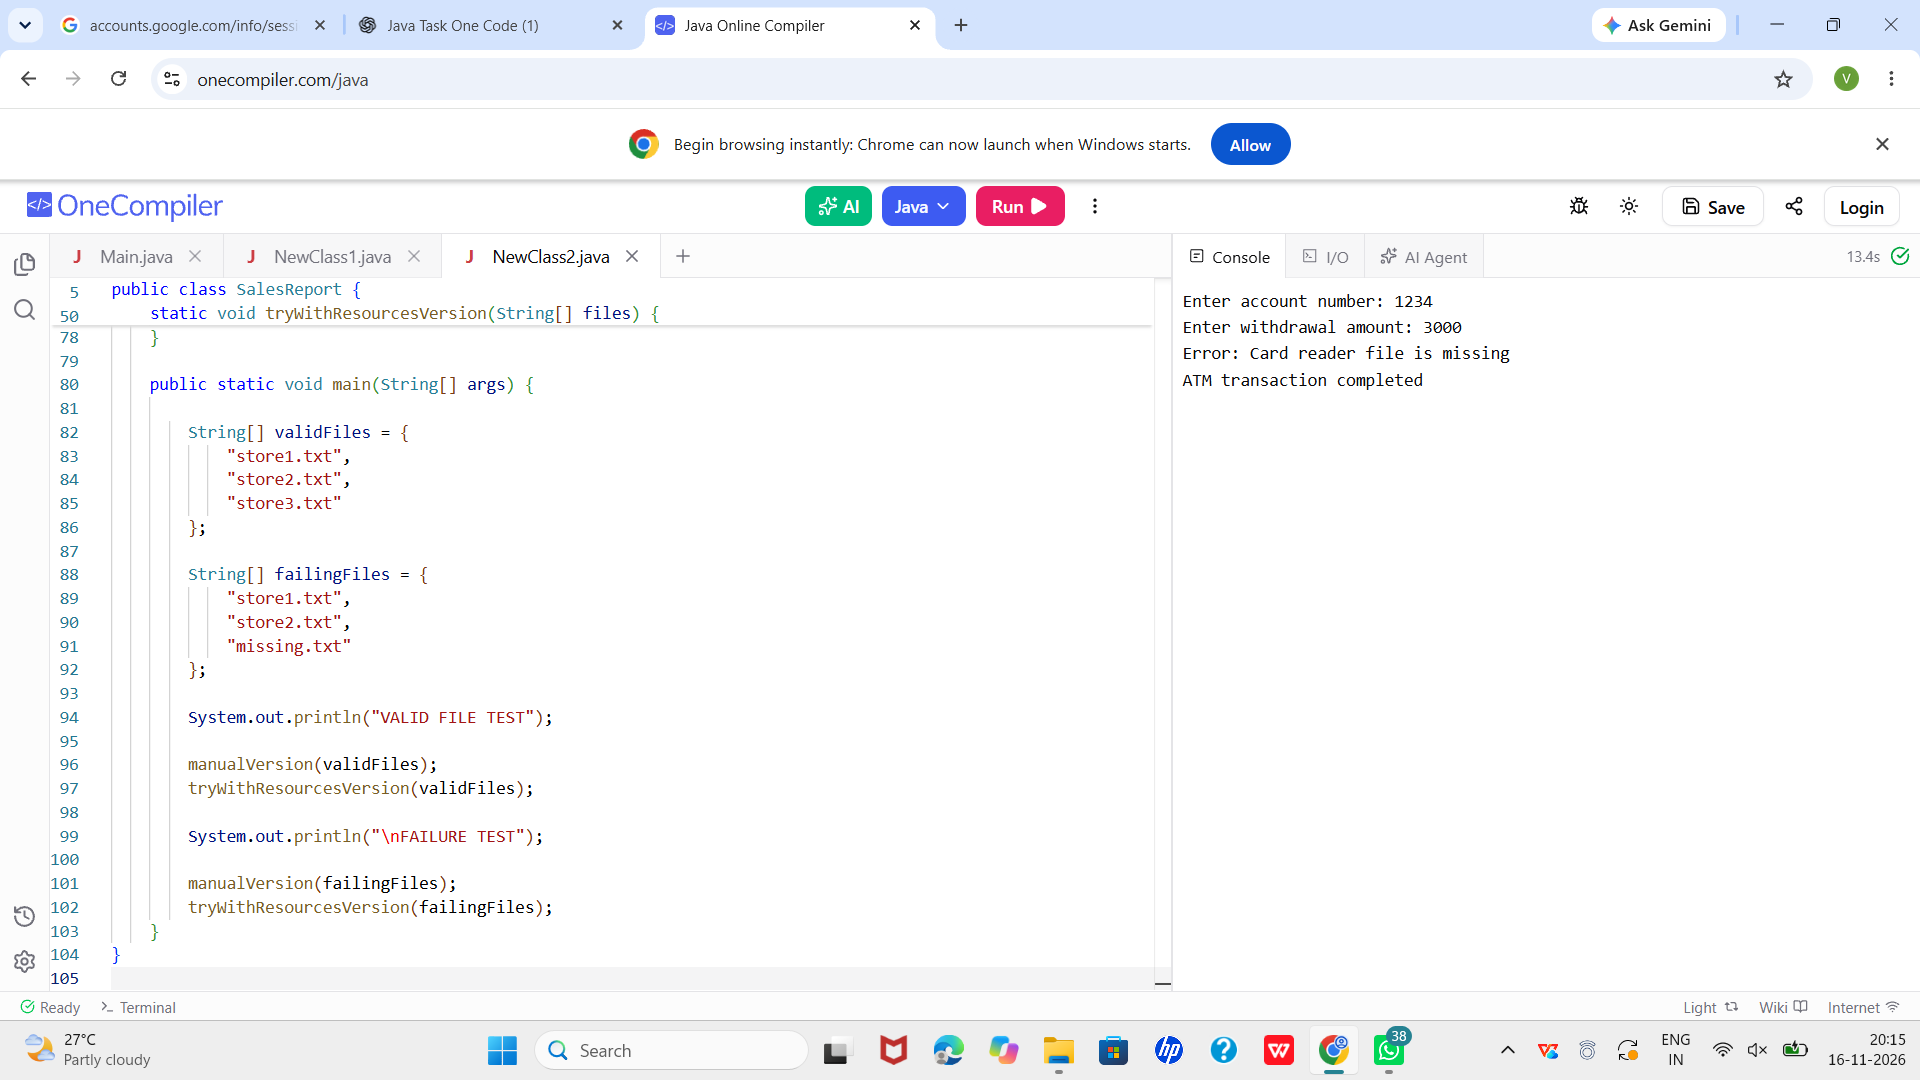 accounts.google.com/info/sessi
Java Task One Code (1)
Java Online Compiler
Ask Gemini
onecompiler.com/java
V
Begin browsing instantly: Chrome can now launch when Windows starts.
Allow
</> OneCompiler
AI
Java
Run
Save
Login
J Main.java
J NewClass1.java
J NewClass2.java
Console
I/O
AI Agent
13.4s
5 public class SalesReport {
50 static void tryWithResourcesVersion(String[] files) {
78 }
79
80 public static void main(String[] args) {
81
82 String[] validFiles = {
83 "store1.txt",
84 "store2.txt",
85 "store3.txt"
86 };
87
88 String[] failingFiles = {
89 "store1.txt",
90 "store2.txt",
91 "missing.txt"
92 };
93
94 System.out.println("VALID FILE TEST");
95
96 manualVersion(validFiles);
97 tryWithResourcesVersion(validFiles);
98
99 System.out.println("\nFAILURE TEST");
100
101 manualVersion(failingFiles);
102 tryWithResourcesVersion(failingFiles);
103 }
104 }
105
Enter account number: 1234
Enter withdrawal amount: 3000
Error: Card reader file is missing
ATM transaction completed
Ready
Terminal
Light
Wiki
Internet
27°C
Partly cloudy
Search
hp
W
38
ENG
IN
20:15
16-11-2026